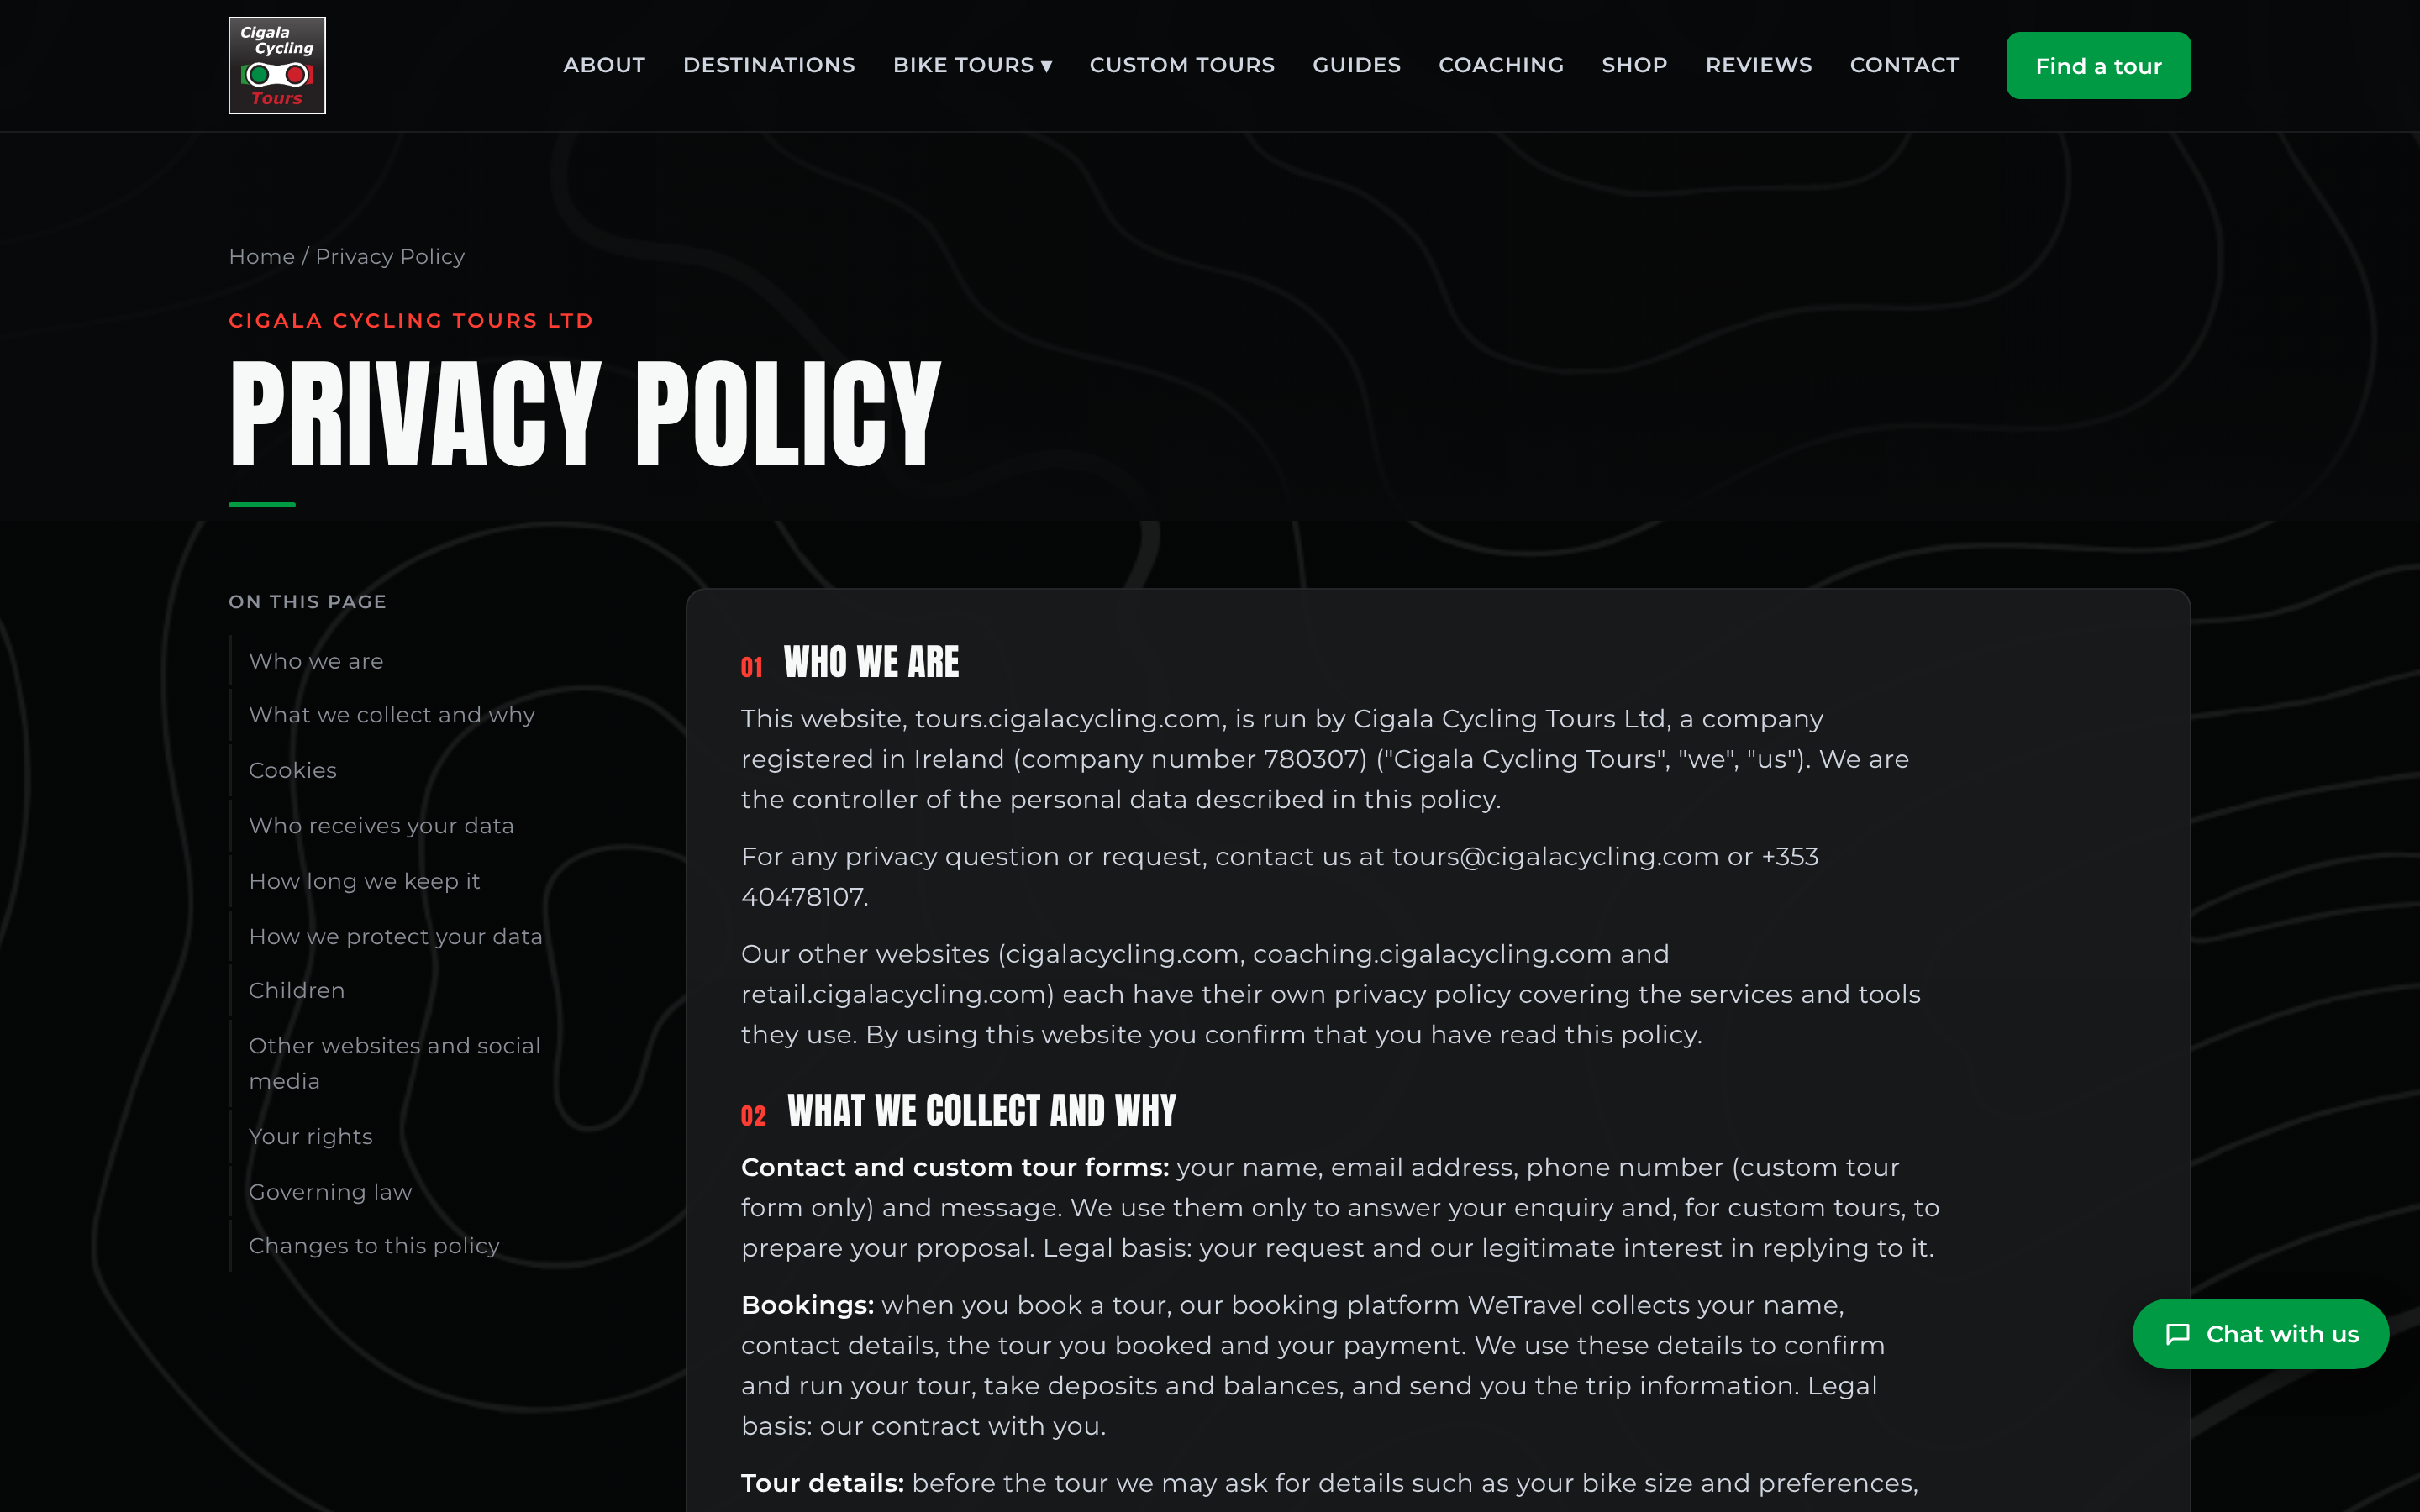 Cigala
Cycling
Tours
ABOUT
DESTINATIONS
BIKE TOURS ▾
CUSTOM TOURS
GUIDES
COACHING
SHOP
REVIEWS
CONTACT
Find a tour
Home / Privacy Policy
CIGALA CYCLING TOURS LTD
PRIVACY POLICY
ON THIS PAGE
Who we are
What we collect and why
Cookies
Who receives your data
How long we keep it
How we protect your data
Children
Other websites and social
media
Your rights
Governing law
Changes to this policy
01 WHO WE ARE
This website, tours.cigalacycling.com, is run by Cigala Cycling Tours Ltd, a company
registered in Ireland (company number 780307) ("Cigala Cycling Tours", "we", "us"). We are
the controller of the personal data described in this policy.
For any privacy question or request, contact us at tours@cigalacycling.com or +353
40478107.
Our other websites (cigalacycling.com, coaching.cigalacycling.com and
retail.cigalacycling.com) each have their own privacy policy covering the services and tools
they use. By using this website you confirm that you have read this policy.
02 WHAT WE COLLECT AND WHY
Contact and custom tour forms: your name, email address, phone number (custom tour
form only) and message. We use them only to answer your enquiry and, for custom tours, to
prepare your proposal. Legal basis: your request and our legitimate interest in replying to it.
Bookings: when you book a tour, our booking platform WeTravel collects your name,
contact details, the tour you booked and your payment. We use these details to confirm
and run your tour, take deposits and balances, and send you the trip information. Legal
basis: our contract with you.
Tour details: before the tour we may ask for details such as your bike size and preferences,
Chat with us